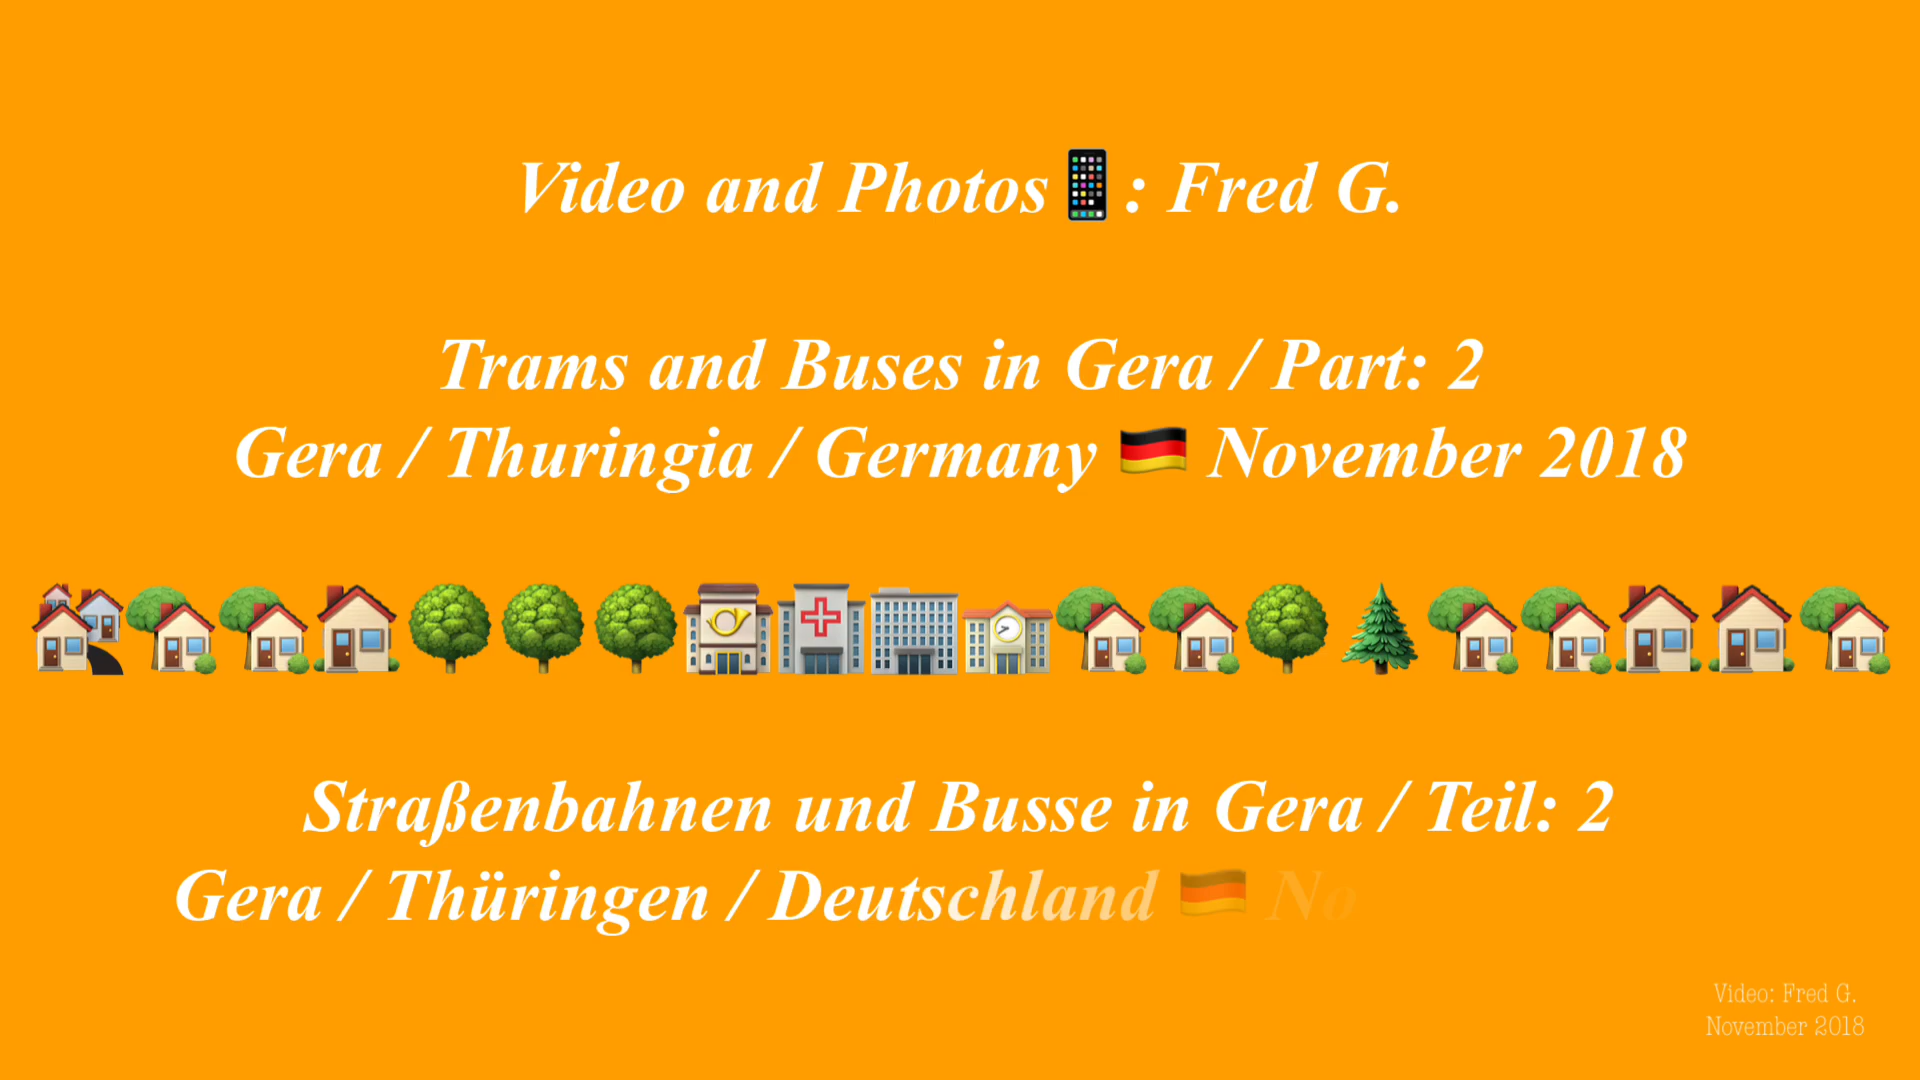 Video and Photos📱: Fred G.
Trams and Buses in Gera / Part: 2
Gera / Thuringia / Germany 🇩🇪 November 2018
Straßenbahnen und Busse in Gera / Teil: 2
Gera / Thüringen / Deutschland 🇩🇪 No
Video: Fred G.
November 2018